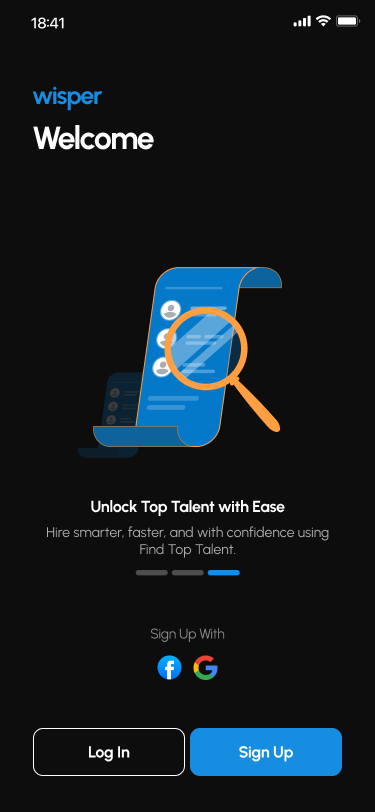 18:41
wisper
Welcome
Unlock Top Talent with Ease
Hire smarter, faster, and with confidence using
Find Top Talent.
Sign Up With
Log In
Sign Up